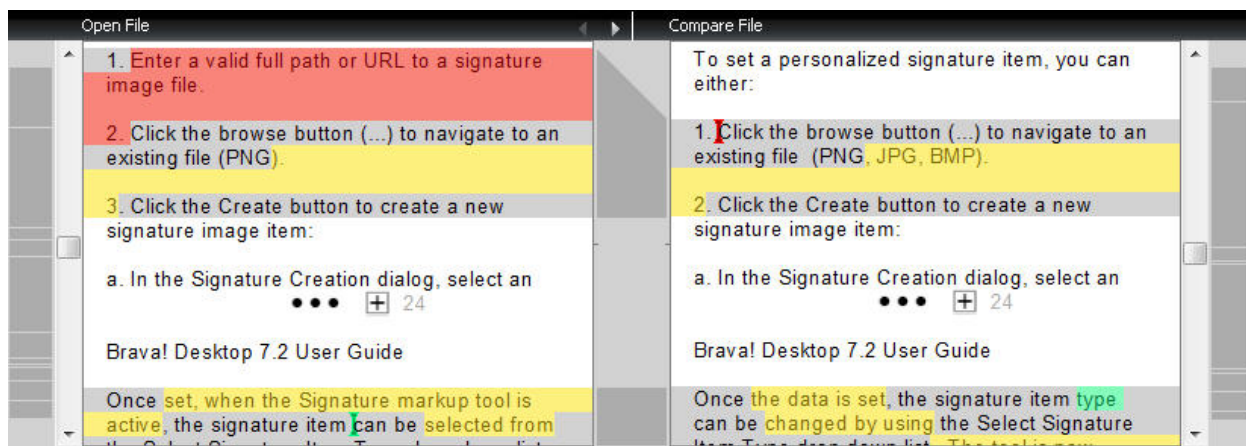 Open File
1. Enter a valid full path or URL to a signature
image file.
2. Click the browse button (...) to navigate to an
existing file (PNG).
3. Click the Create button to create a new
signature image item:
a. In the Signature Creation dialog, select an
••• + 24
Brava! Desktop 7.2 User Guide
Once set, when the Signature markup tool is
active, the signature item can be selected from
Compare File
To set a personalized signature item, you can
either:
1. Click the browse button (...) to navigate to an
existing file  (PNG, JPG, BMP).
2. Click the Create button to create a new
signature image item:
a. In the Signature Creation dialog, select an
••• + 24
Brava! Desktop 7.2 User Guide
Once the data is set, the signature item type
can be changed by using the Select Signature